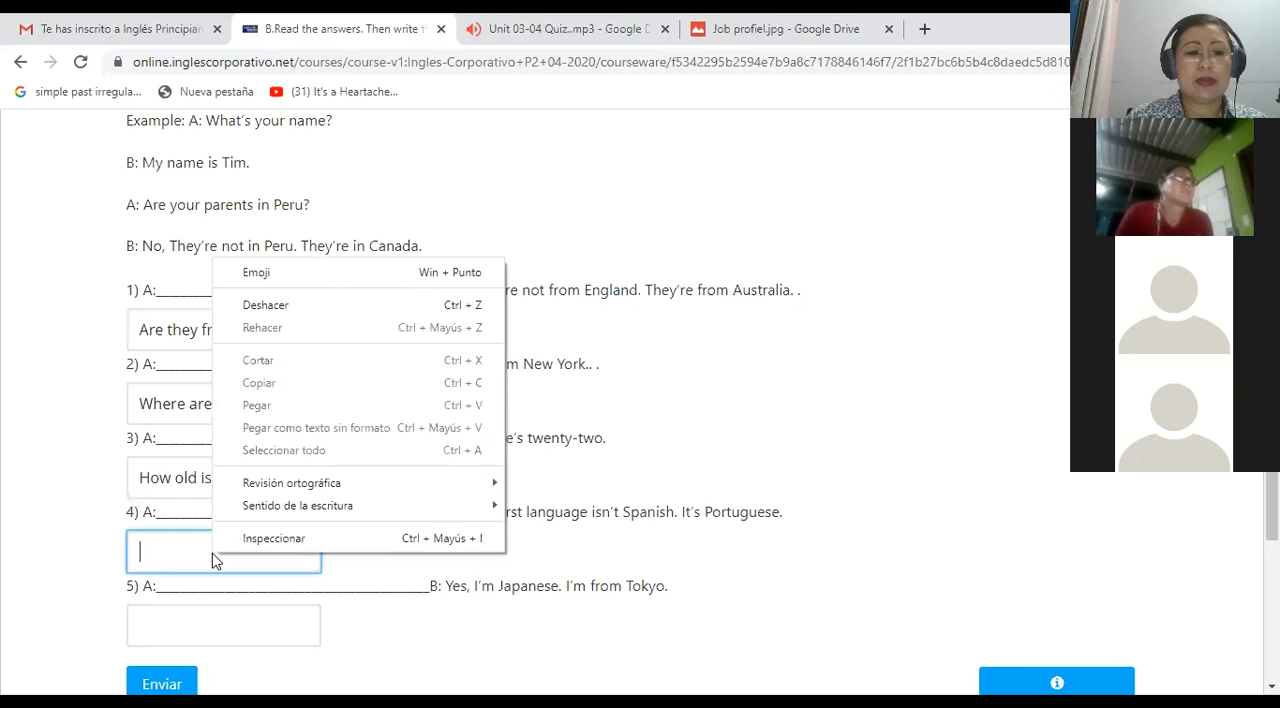 Te has inscrito a Inglés Principian
B.Read the answers. Then write t
Unit 03-04 Quiz..mp3 - Google D
Job profiel.jpg - Google Drive
online.inglescorporativo.net/courses/course-v1:Ingles-Corporativo+P2+04-2020/courseware/f5342295b2594e7b9a8c7178846146f7/2f1b27bc6b5b4c8daedc5d810
simple past irregula...
Nueva pestaña
(31) It's a Heartache...
Example: A: What's your name?
B: My name is Tim.
A: Are your parents in Peru?
B: No, They're not in Peru. They're in Canada.
1) A:_________ re not from England. They're from Australia. .
Are they fr
2) A:_________ m New York.. .
Where are
3) A:_________ e's twenty-two.
How old is
4) A:_________ rst language isn't Spanish. It's Portuguese.
5) A:____________________________________________B: Yes, I'm Japanese. I'm from Tokyo.
Enviar
Emoji Win + Punto
Deshacer Ctrl + Z
Rehacer Ctrl + Mayús + Z
Cortar Ctrl + X
Copiar Ctrl + C
Pegar Ctrl + V
Pegar como texto sin formato Ctrl + Mayús + V
Seleccionar todo Ctrl + A
Revisión ortográfica
Sentido de la escritura
Inspeccionar Ctrl + Mayús + I